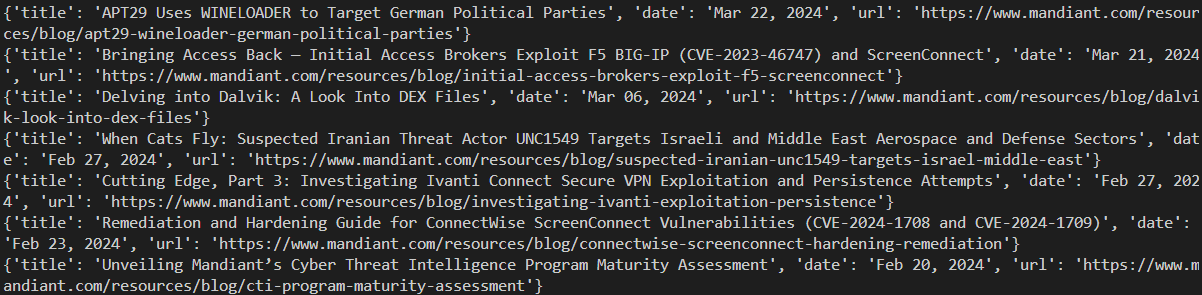 {'title': 'APT29 Uses WINELOADER to Target German Political Parties', 'date': 'Mar 22, 2024', 'url': 'https://www.mandiant.com/resour
ces/blog/apt29-wineloader-german-political-parties'}
{'title': 'Bringing Access Back — Initial Access Brokers Exploit F5 BIG-IP (CVE-2023-46747) and ScreenConnect', 'date': 'Mar 21, 2024
', 'url': 'https://www.mandiant.com/resources/blog/initial-access-brokers-exploit-f5-screenconnect'}
{'title': 'Delving into Dalvik: A Look Into DEX Files', 'date': 'Mar 06, 2024', 'url': 'https://www.mandiant.com/resources/blog/dalvi
k-look-into-dex-files'}
{'title': 'When Cats Fly: Suspected Iranian Threat Actor UNC1549 Targets Israeli and Middle East Aerospace and Defense Sectors', 'dat
e': 'Feb 27, 2024', 'url': 'https://www.mandiant.com/resources/blog/suspected-iranian-unc1549-targets-israel-middle-east'}
{'title': 'Cutting Edge, Part 3: Investigating Ivanti Connect Secure VPN Exploitation and Persistence Attempts', 'date': 'Feb 27, 202
4', 'url': 'https://www.mandiant.com/resources/blog/investigating-ivanti-exploitation-persistence'}
{'title': 'Remediation and Hardening Guide for ConnectWise ScreenConnect Vulnerabilities (CVE-2024-1708 and CVE-2024-1709)', 'date':
'Feb 23, 2024', 'url': 'https://www.mandiant.com/resources/blog/connectwise-screenconnect-hardening-remediation'}
{'title': 'Unveiling Mandiant’s Cyber Threat Intelligence Program Maturity Assessment', 'date': 'Feb 20, 2024', 'url': 'https://www.m
andiant.com/resources/blog/cti-program-maturity-assessment'}